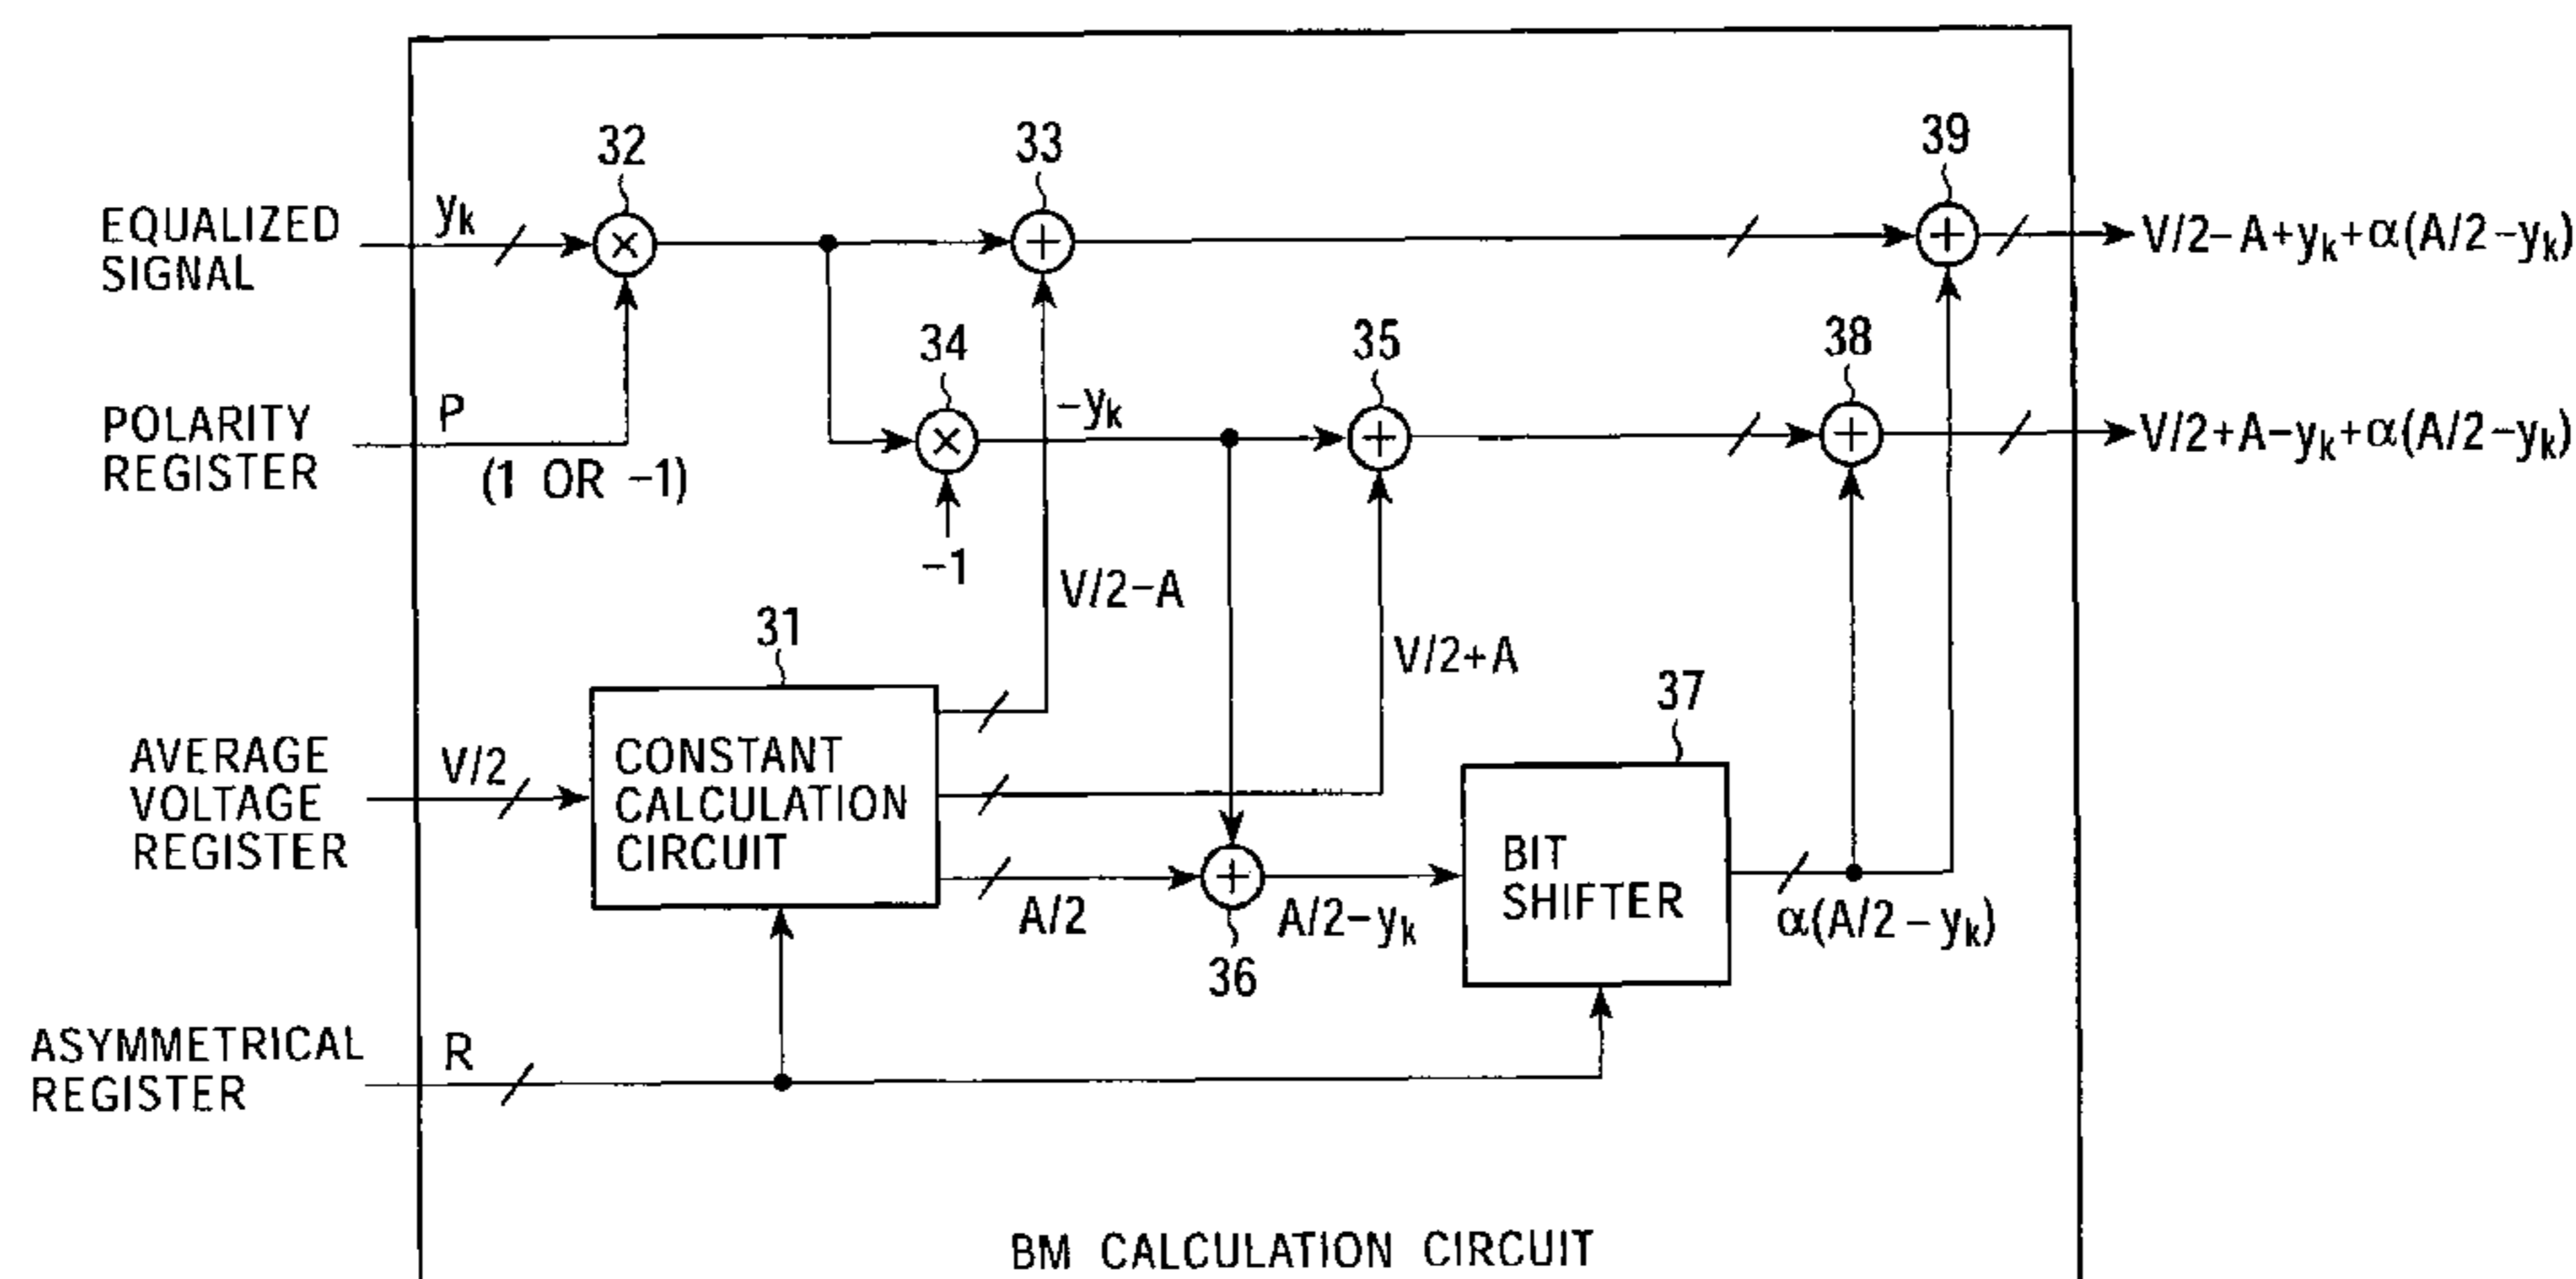 32
33
39
EQUALIZED
SIGNAL
yk
V/2-A+yk+α(A/2-yk)
34
35
38
POLARITY
REGISTER
P
(1 OR -1)
-yk
V/2+A-yk+α(A/2-yk)
-1
V/2-A
31
V/2+A
37
AVERAGE
VOLTAGE
REGISTER
V/2
CONSTANT
CALCULATION
CIRCUIT
BIT
SHIFTER
A/2
A/2-yk
α(A/2-yk)
36
ASYMMETRICAL
REGISTER
R
BM CALCULATION CIRCUIT